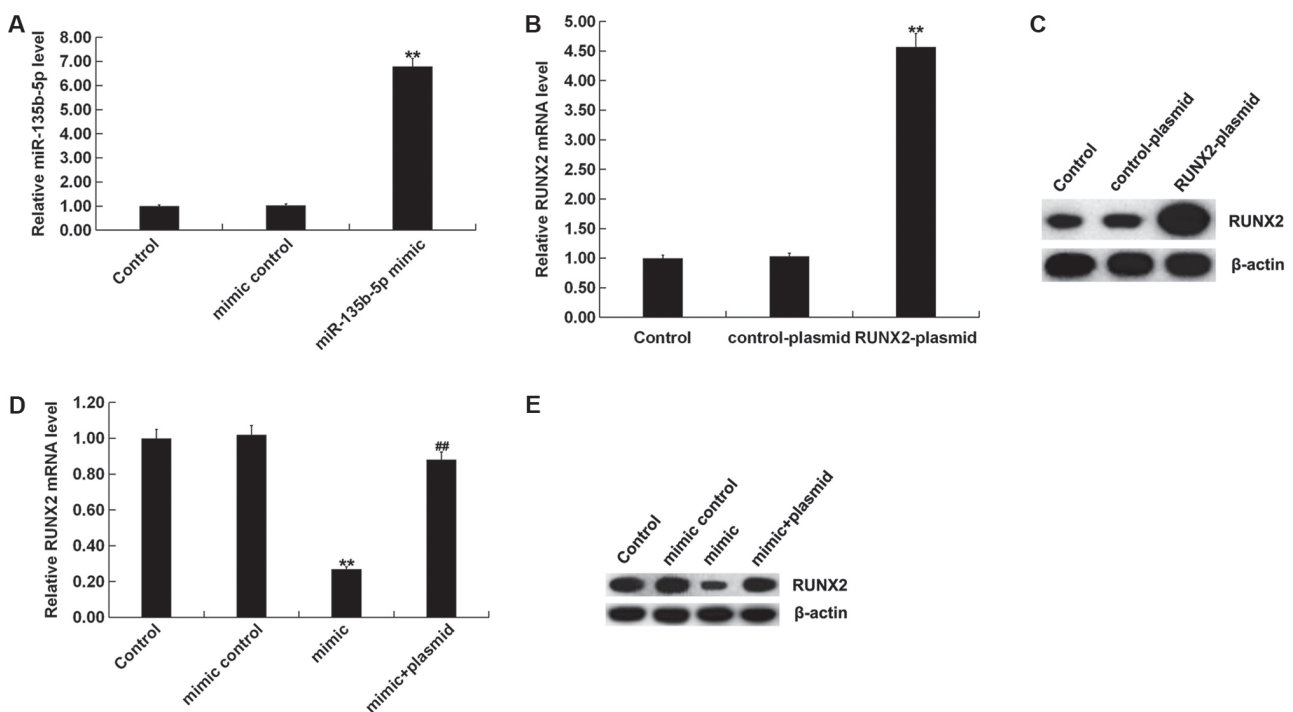 A
Relative miR-135b-5p level
8.00
7.00
6.00
5.00
4.00
3.00
2.00
1.00
0.00
**
Control
mimic control
miR-135b-5p mimic
B
Relative RUNX2 mRNA level
5.00
4.50
4.00
3.50
3.00
2.50
2.00
1.50
1.00
0.50
0.00
**
Control
control-plasmid
RUNX2-plasmid
C
Control
control-plasmid
RUNX2-plasmid
RUNX2
β-actin
D
Relative RUNX2 mRNA level
1.20
1.00
0.80
0.60
0.40
0.20
0.00
**
##
Control
mimic control
mimic
mimic+plasmid
E
Control
mimic control
mimic
mimic+plasmid
RUNX2
β-actin